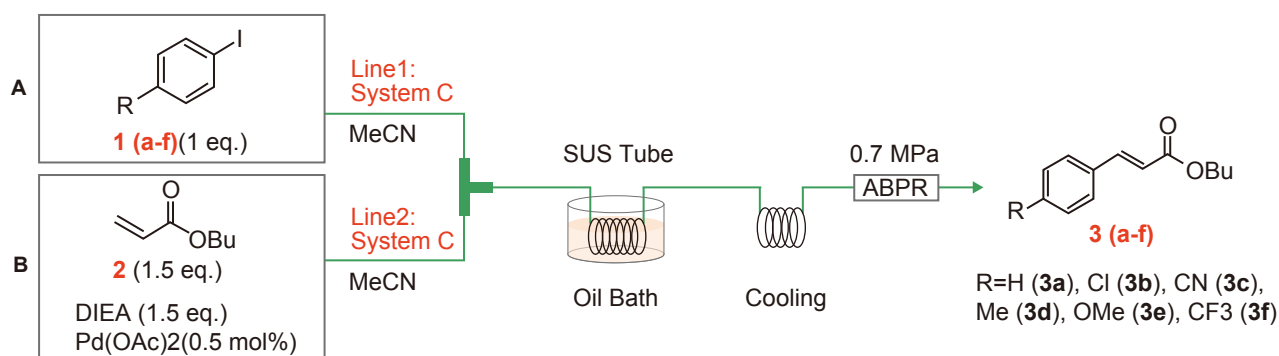 A
I
R
1 (a-f)(1 eq.)
Line1:
System C
MeCN
B
O
OBu
2 (1.5 eq.)
DIEA (1.5 eq.)
Pd(OAc)2(0.5 mol%)
Line2:
System C
MeCN
SUS Tube
Oil Bath
Cooling
0.7 MPa
ABPR
O
OBu
R
3 (a-f)
R=H (3a), Cl (3b), CN (3c),
Me (3d), OMe (3e), CF3 (3f)